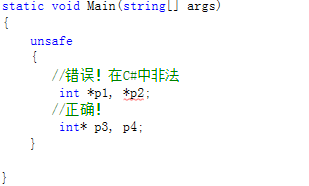 static void Main(string[] args)
{
unsafe
{
//错误！在C#中非法
int *p1, *p2;
//正确！
int* p3, p4;
}
}